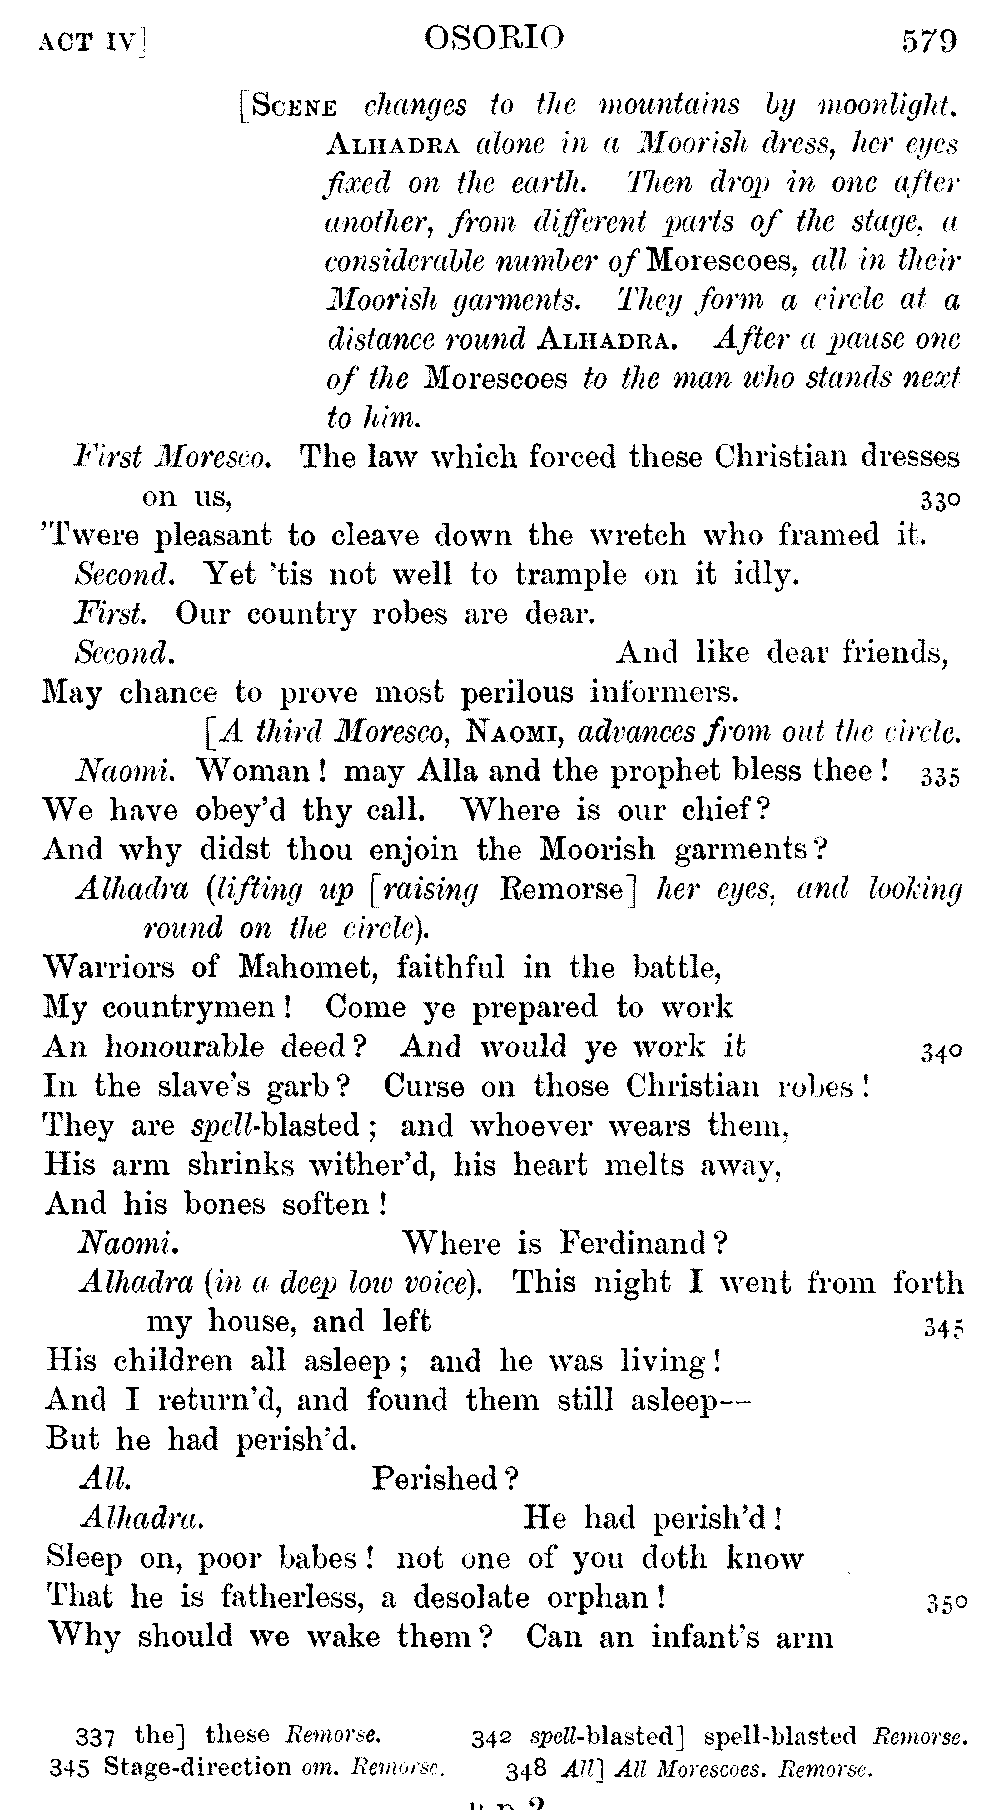 ACT IV] OSORIO 579
[SCENE changes to the mountains by moonlight.
ALHADRA alone in a Moorish dress, her eyes
fixed on the earth. Then drop in one after
another, from different parts of the stage, a
considerable number of Morescoes, all in their
Moorish garments. They form a circle at a
distance round ALHADRA. After a pause one
of the Morescoes to the man who stands next
to him.
First Moresco. The law which forced these Christian dresses
on us, 330
'Twere pleasant to cleave down the wretch who framed it.
Second. Yet 'tis not well to trample on it idly.
First. Our country robes are dear.
Second. And like dear friends,
May chance to prove most perilous informers.
[A third Moresco, NAOMI, advances from out the circle.
Naomi. Woman! may Alla and the prophet bless thee! 335
We have obey'd thy call. Where is our chief?
And why didst thou enjoin the Moorish garments?
Alhadra (lifting up [raising Remorse] her eyes, and looking
round on the circle).
Warriors of Mahomet, faithful in the battle,
My countrymen! Come ye prepared to work
An honourable deed? And would ye work it 340
In the slave's garb? Curse on those Christian robes!
They are spell-blasted; and whoever wears them,
His arm shrinks wither'd, his heart melts away,
And his bones soften!
Naomi. Where is Ferdinand?
Alhadra (in a deep low voice). This night I went from forth
my house, and left 345
His children all asleep; and he was living!
And I return'd, and found them still asleep--
But he had perish'd.
All. Perished?
Alhadra. He had perish'd!
Sleep on, poor babes! not one of you doth know
That he is fatherless, a desolate orphan! 350
Why should we wake them? Can an infant's arm
337 the] these Remorse. 342 spell-blasted] spell-blasted Remorse.
345 Stage-direction om. Remorse. 348 All] All Morescoes. Remorse.